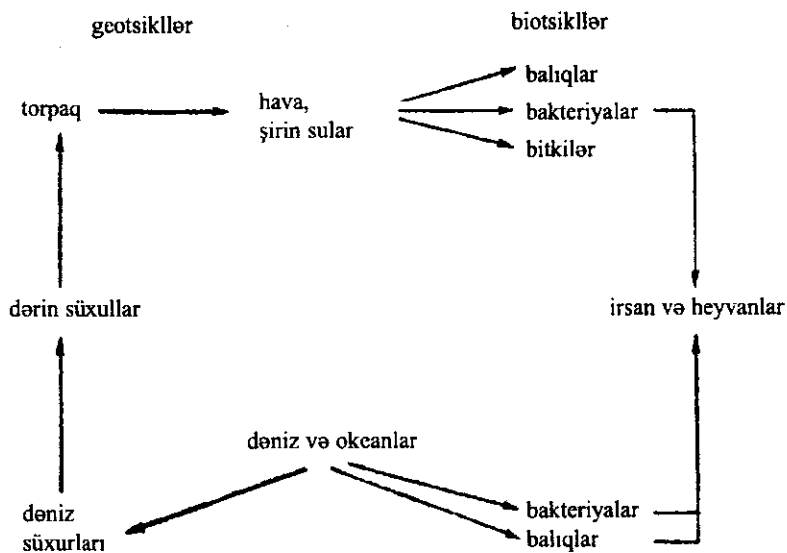 geotsikllər
biotsikllər
balıqlar
torpaq
hava,
bakteriyalar
şirin sular
bitkilər
dərin süxullar
irsan və heyvanlar
dəniz və okeanlar
bakteriyalar
dəniz
balıqlar
süxurları